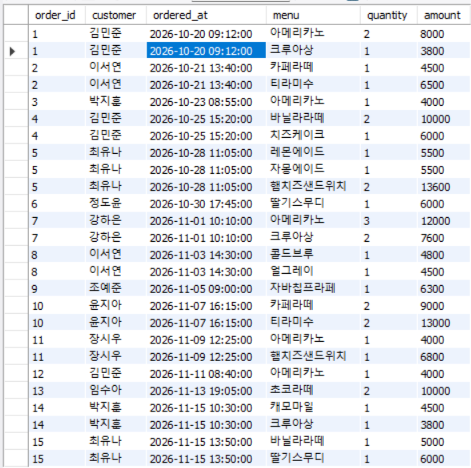 order_id customer ordered_at menu quantity amount
1 김민준 2026-10-20 09:12:00 아메리카노 2 8000
1 김민준 2026-10-20 09:12:00 크루아상 1 3800
2 이서연 2026-10-21 13:40:00 카페라떼 1 4500
2 이서연 2026-10-21 13:40:00 티라미수 1 6500
3 박지훈 2026-10-23 08:55:00 아메리카노 1 4000
4 김민준 2026-10-25 15:20:00 바닐라라떼 2 10000
4 김민준 2026-10-25 15:20:00 치즈케이크 1 6000
5 최유나 2026-10-28 11:05:00 레몬에이드 1 5500
5 최유나 2026-10-28 11:05:00 자몽에이드 1 5500
5 최유나 2026-10-28 11:05:00 햄치즈샌드위치 2 13600
6 정도윤 2026-10-30 17:45:00 딸기스무디 1 6000
7 강하은 2026-11-01 10:10:00 아메리카노 3 12000
7 강하은 2026-11-01 10:10:00 크루아상 2 7600
8 이서연 2026-11-03 14:30:00 콜드브루 1 4800
8 이서연 2026-11-03 14:30:00 얼그레이 1 4500
9 조예준 2026-11-05 09:00:00 자바칩프라페 1 6300
10 윤지아 2026-11-07 16:15:00 카페라떼 2 9000
10 윤지아 2026-11-07 16:15:00 티라미수 2 13000
11 장시우 2026-11-09 12:25:00 아메리카노 1 4000
11 장시우 2026-11-09 12:25:00 햄치즈샌드위치 1 6800
12 김민준 2026-11-11 08:40:00 아메리카노 1 4000
13 임수아 2026-11-13 19:05:00 초코라떼 2 10000
14 박지훈 2026-11-15 10:30:00 캐모마일 1 4500
14 박지훈 2026-11-15 10:30:00 크루아상 1 3800
15 최유나 2026-11-15 13:50:00 바닐라라떼 1 5000
15 최유나 2026-11-15 13:50:00 딸기스무디 1 6000